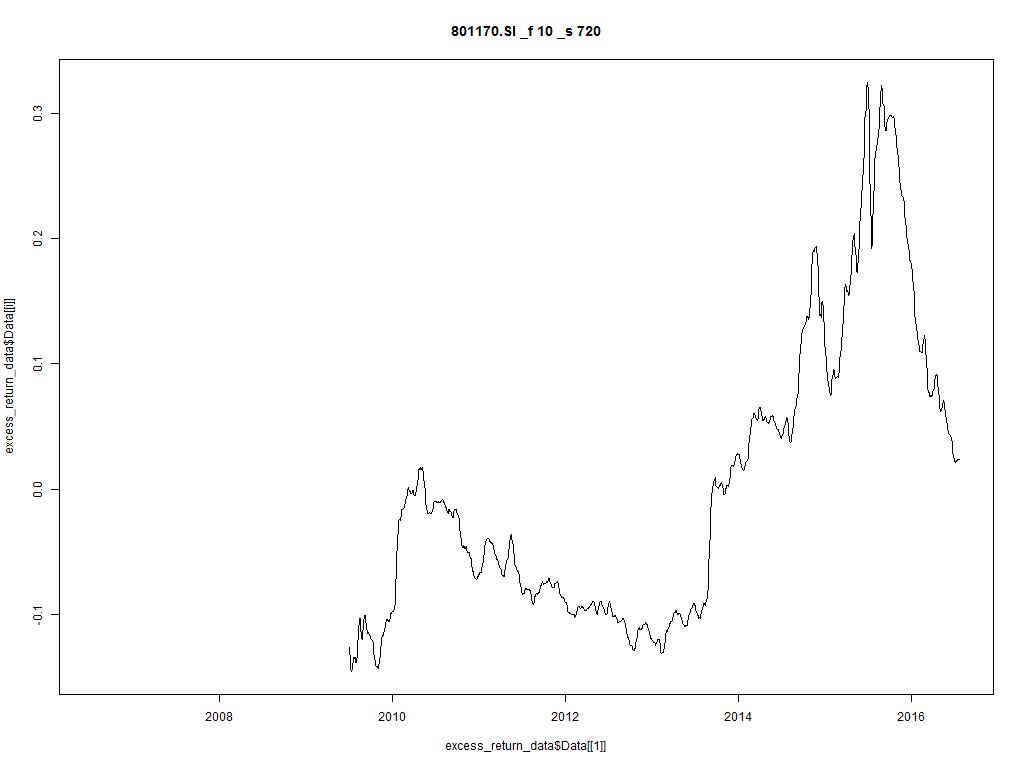 801170.SI _f 10 _s 720
excess_return_data$Data[[i]]
0.3
0.2
0.1
0.0
-0.1
2008 2010 2012 2014 2016
excess_return_data$Data[[1]]